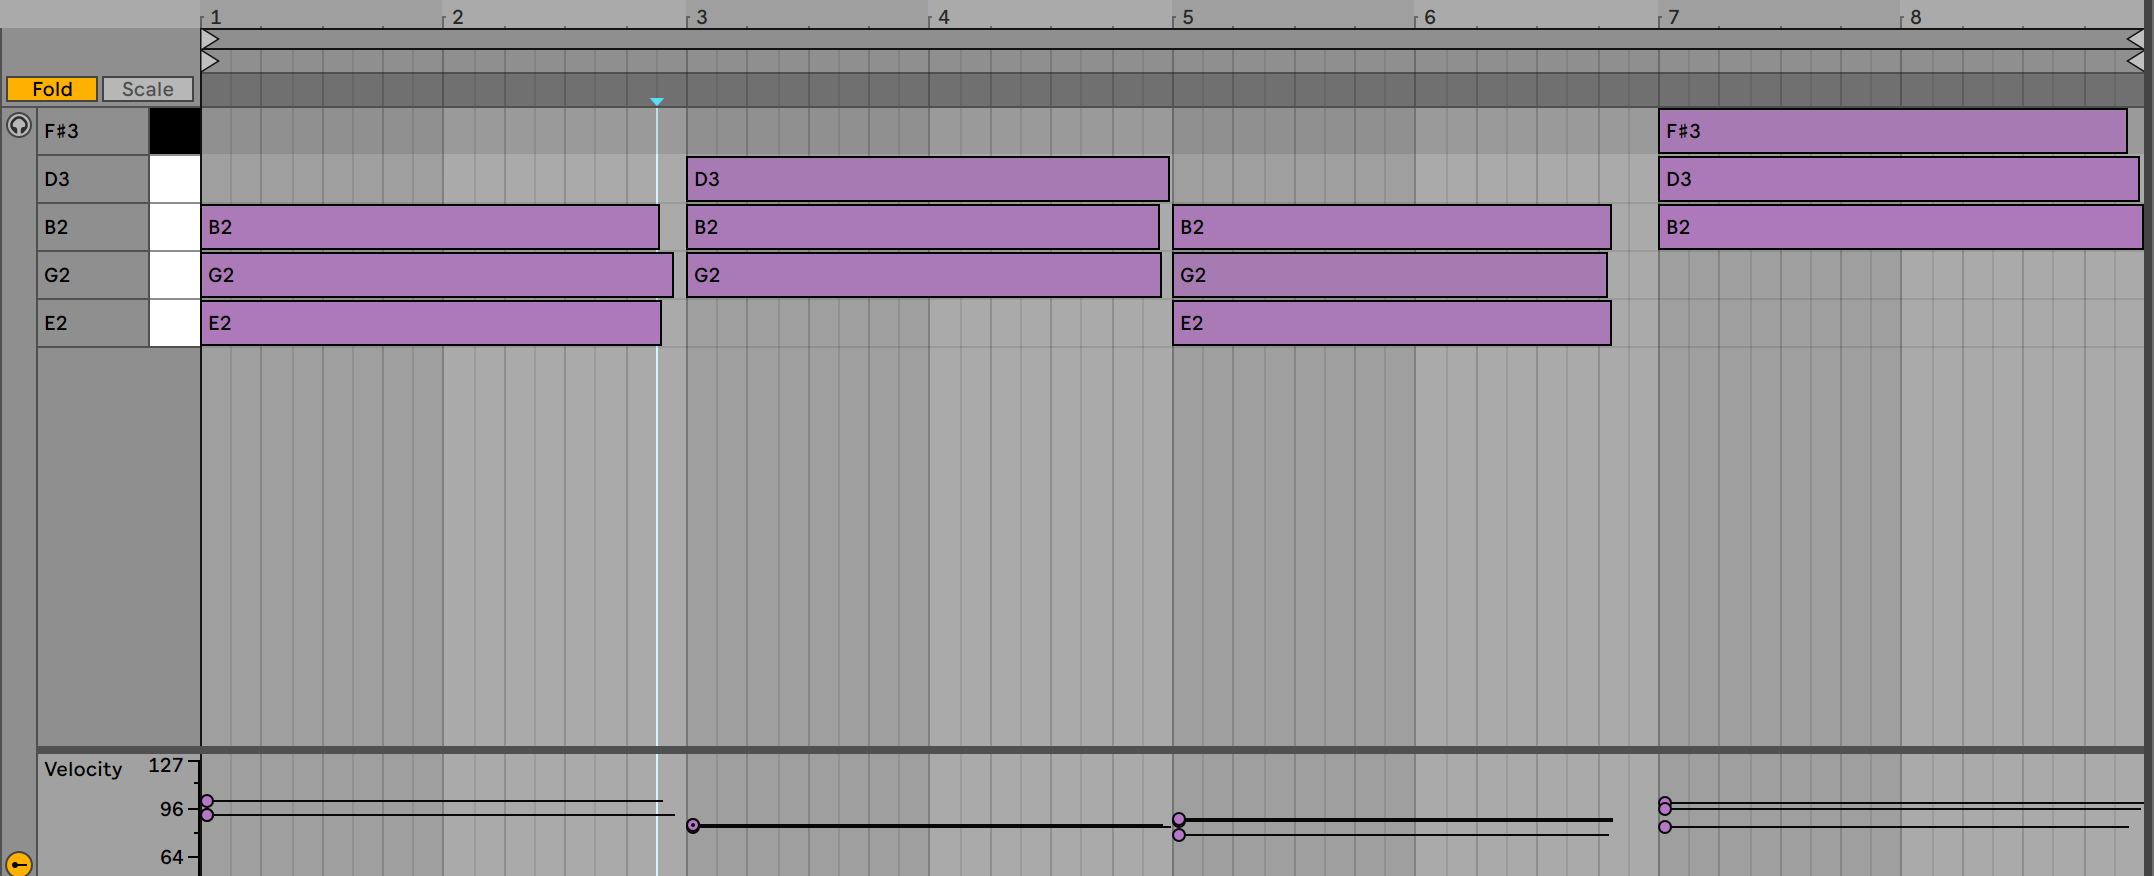 1 2 3 4 5 6 7 8
Fold Scale
F♯3 F♯3
D3 D3 D3
B2 B2 B2 B2 B2
G2 G2 G2 G2
E2 E2 E2
Velocity 127
96
64